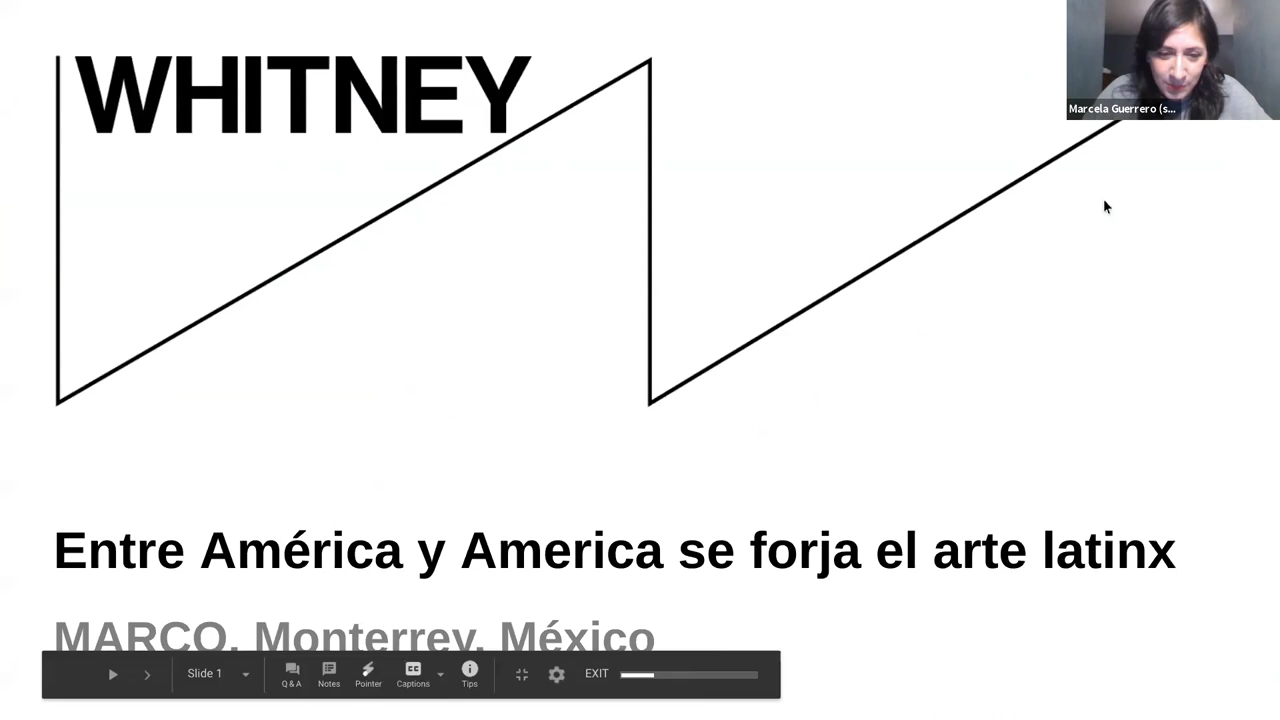 WHITNEY
Marcela Guerrero (s...
Entre América y America se forja el arte latinx
MARCO, Monterrey, México
Slide 1
Q & A
Notes
Pointer
Captions
CC
Tips
EXIT